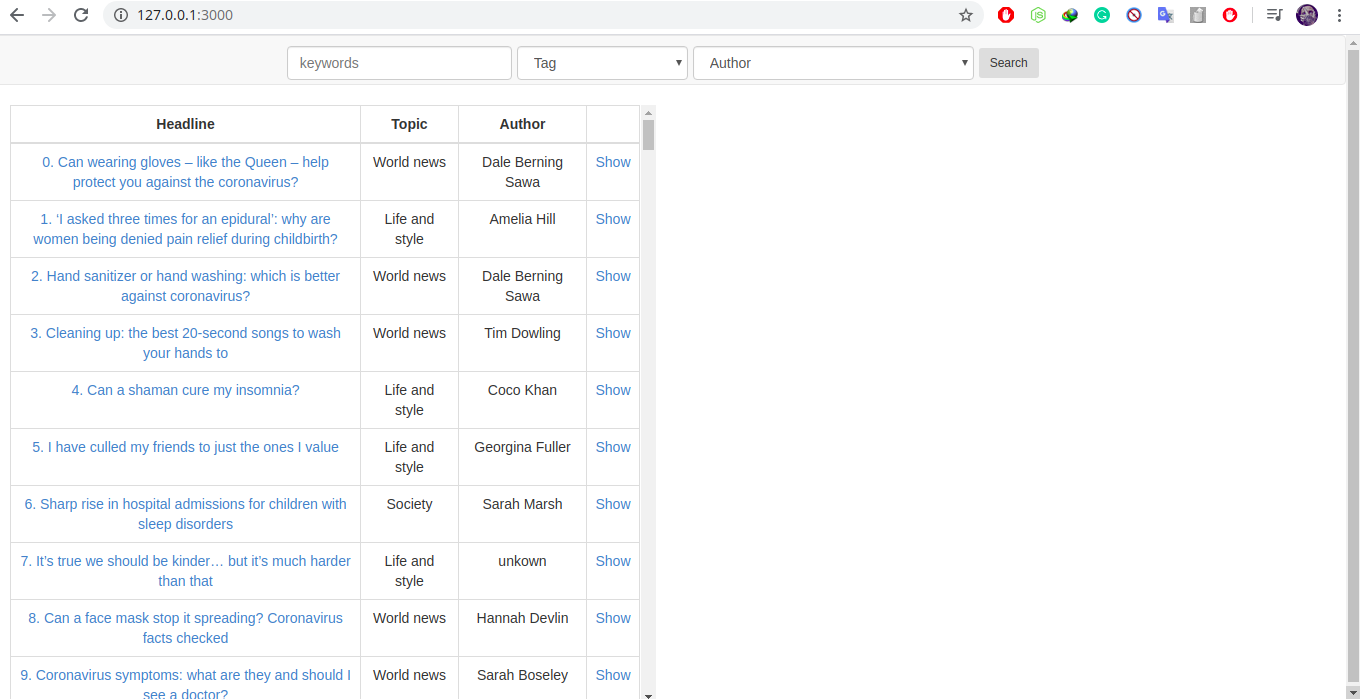 127.0.0.1:3000
keywords Tag Author Search
Headline Topic Author
0. Can wearing gloves – like the Queen – help World news Dale Berning Show
protect you against the coronavirus? Sawa
1. ‘I asked three times for an epidural’: why are Life and Amelia Hill Show
women being denied pain relief during childbirth? style
2. Hand sanitizer or hand washing: which is better World news Dale Berning Show
against coronavirus? Sawa
3. Cleaning up: the best 20-second songs to wash World news Tim Dowling Show
your hands to
4. Can a shaman cure my insomnia? Life and Coco Khan Show
style
5. I have culled my friends to just the ones I value Life and Georgina Fuller Show
style
6. Sharp rise in hospital admissions for children with Society Sarah Marsh Show
sleep disorders
7. It’s true we should be kinder… but it’s much harder Life and unkown Show
than that style
8. Can a face mask stop it spreading? Coronavirus World news Hannah Devlin Show
facts checked
9. Coronavirus symptoms: what are they and should I World news Sarah Boseley Show
see a doctor?